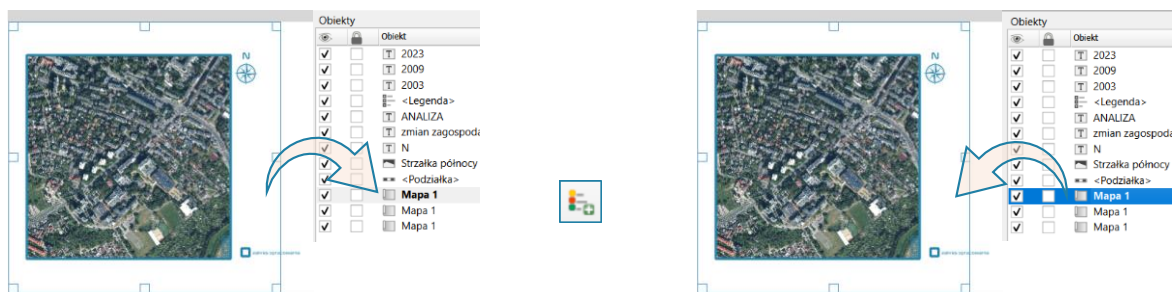 Obiekty
Obiekt
2023
2009
2003
<Legenda>
ANALIZA
zmian zagospoda
N
Strzałka północy
<Podziałka>
Mapa 1
Mapa 1
Mapa 1
N
Obiekty
Obiekt
2023
2009
2003
<Legenda>
ANALIZA
zmian zagospoda
N
Strzałka północy
<Podziałka>
Mapa 1
Mapa 1
Mapa 1
N